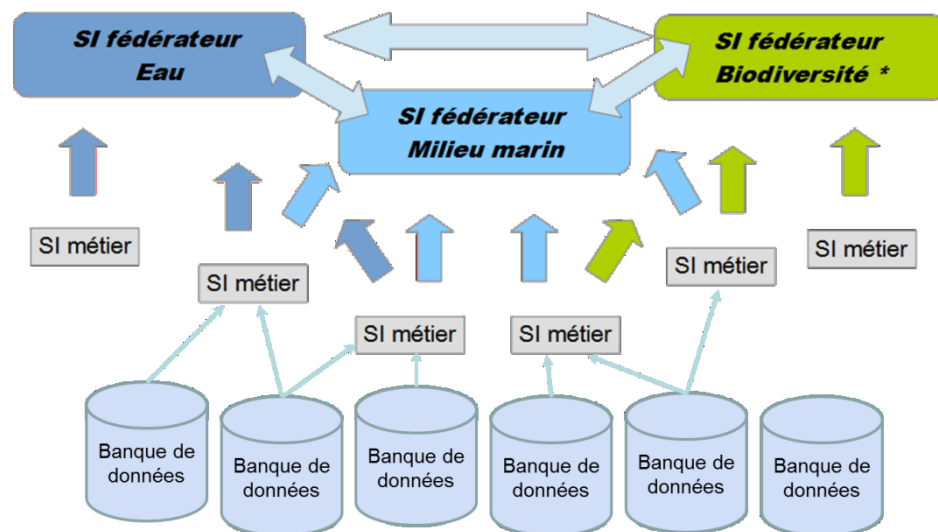 SI fédérateur
Eau
SI fédérateur
Biodiversité *
SI fédérateur
Milieu marin
SI métier
SI métier
SI métier
SI métier
SI métier
SI métier
Banque de
données
Banque de
données
Banque de
données
Banque de
données
Banque de
données
Banque de
données